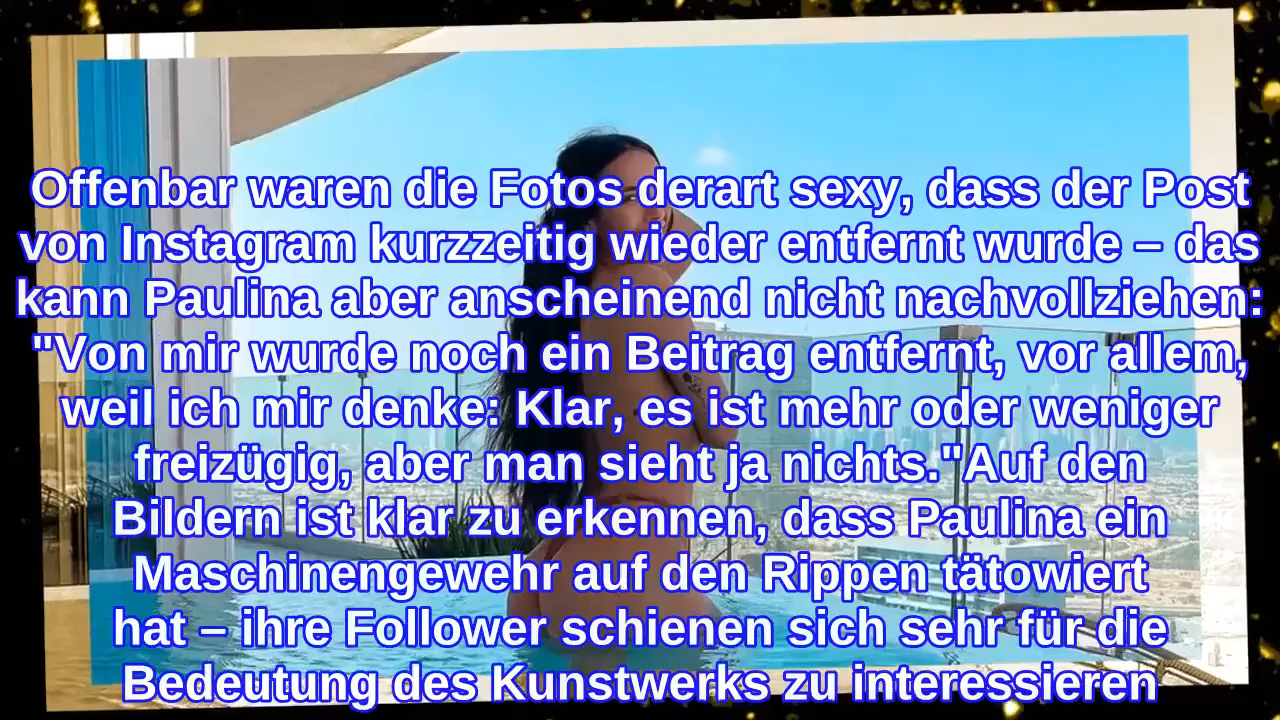 Offenbar waren die Fotos derart sexy, dass der Post
von Instagram kurzzeitig wieder entfernt wurde – das
kann Paulina aber anscheinend nicht nachvollziehen:
"Von mir wurde noch ein Beitrag entfernt, vor allem,
weil ich mir denke: Klar, es ist mehr oder weniger
freizügig, aber man sieht ja nichts."Auf den
Bildern ist klar zu erkennen, dass Paulina ein
Maschinengewehr auf den Rippen tätowiert
hat – ihre Follower schienen sich sehr für die
Bedeutung des Kunstwerks zu interessieren